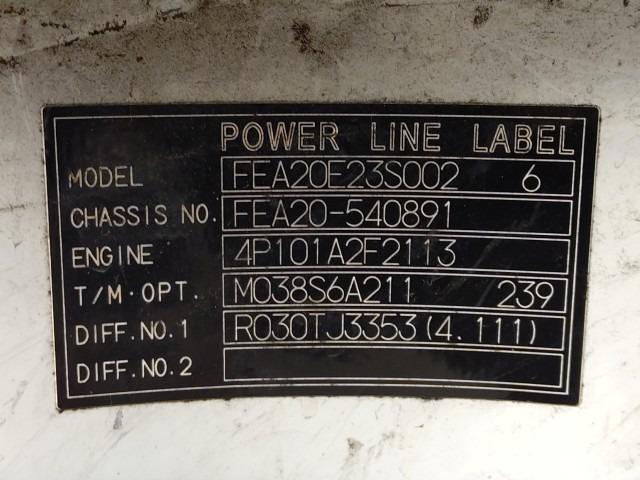 POWER LINE LABEL
MODEL FEA20E23S002 6
CHASSIS NO. FEA20-540891
ENGINE 4P101A2F2113
T/M·OPT. M038S6A211 239
DIFF.NO.1 R030TJ3353(4.111)
DIFF.NO.2